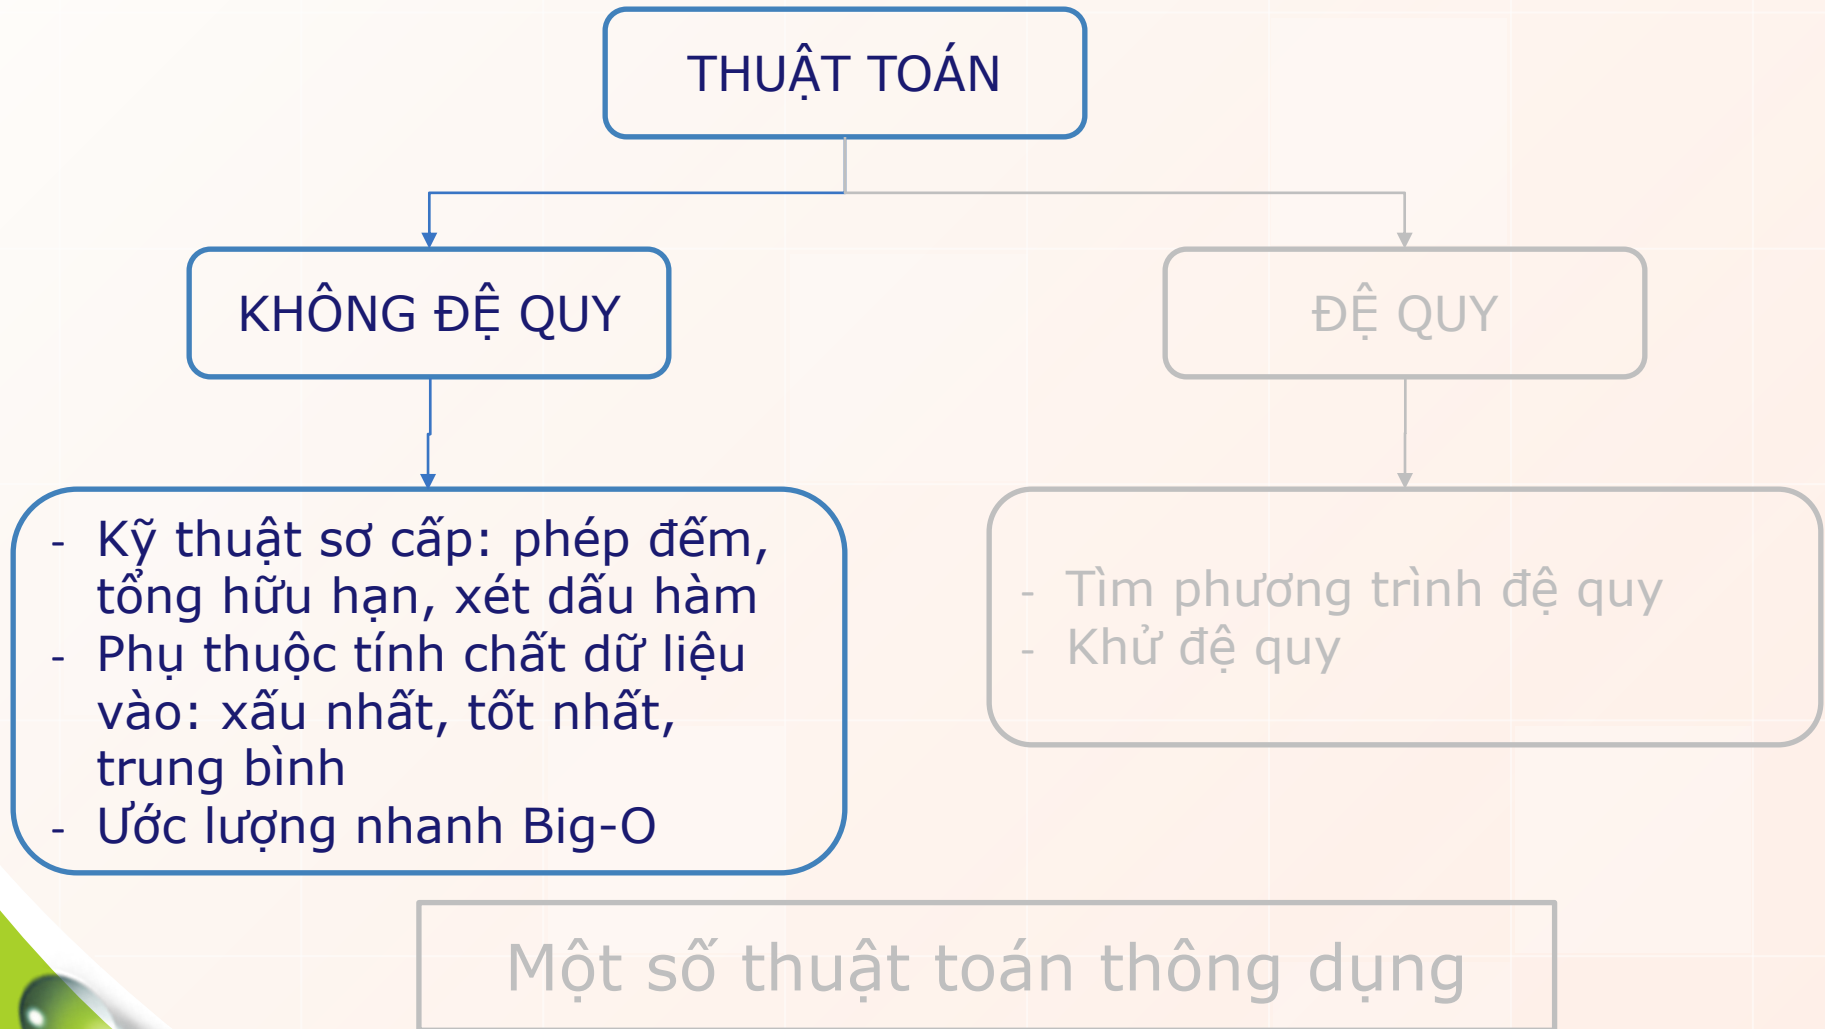 THUẬT TOÁN
KHÔNG ĐỆ QUY
ĐỆ QUY
- Kỹ thuật sơ cấp: phép đếm,
tổng hữu hạn, xét dấu hàm
- Phụ thuộc tính chất dữ liệu
vào: xấu nhất, tốt nhất,
trung bình
- Ước lượng nhanh Big-O
- Tìm phương trình đệ quy
- Khử đệ quy
Một số thuật toán thông dụng